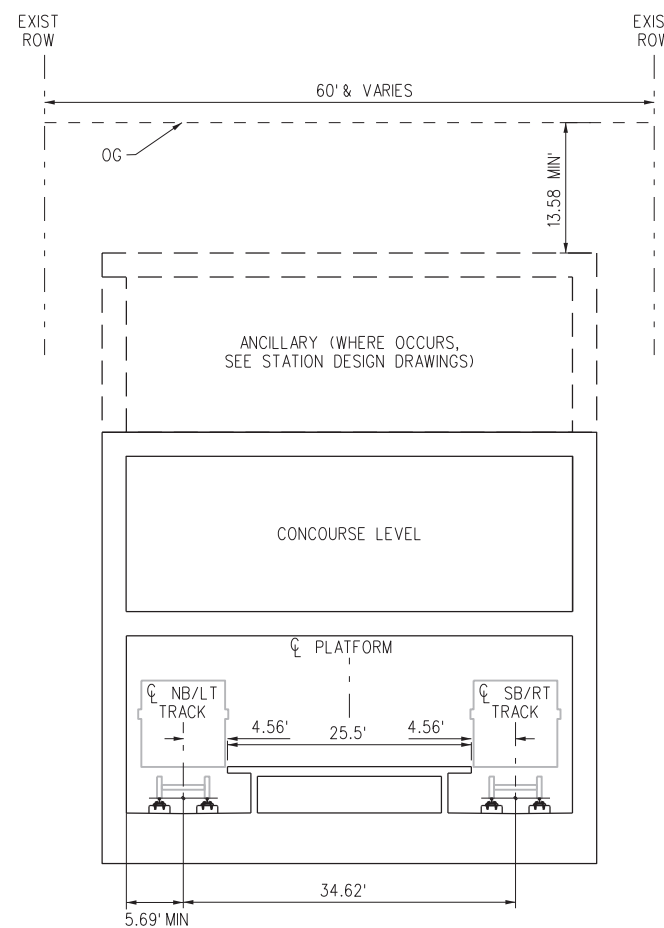 EXIST
ROW
EXIS
ROW
60' & VARIES
OG
13.58 MIN'
ANCILLARY (WHERE OCCURS,
SEE STATION DESIGN DRAWINGS)
CONCOURSE LEVEL
℄ PLATFORM
℄ NB/LT
TRACK
℄ SB/RT
TRACK
4.56'
25.5'
4.56'
34.62'
5.69' MIN